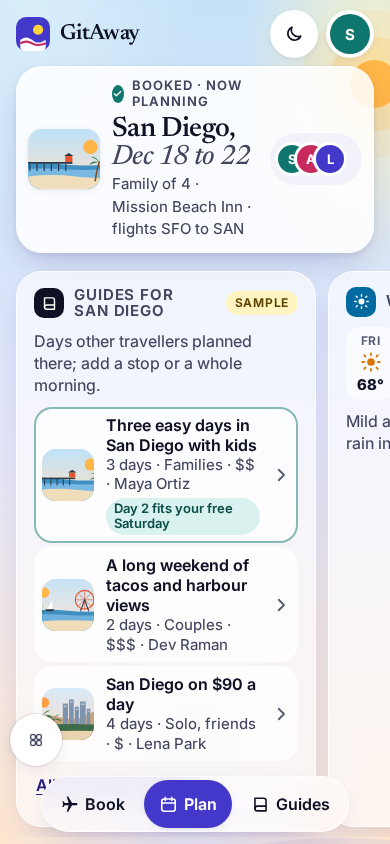 GitAway
S
BOOKED · NOW
PLANNING
San Diego,
Dec 18 to 22
Family of 4 ·
Mission Beach Inn ·
flights SFO to SAN
S A L
GUIDES FOR
SAN DIEGO
SAMPLE
Days other travellers planned
there; add a stop or a whole
morning.
Three easy days in
San Diego with kids
3 days · Families · $$
· Maya Ortiz
Day 2 fits your free
Saturday
A long weekend of
tacos and harbour
views
2 days · Couples ·
$$$ · Dev Raman
San Diego on $90 a
day
4 days · Solo, friends
· $ · Lena Park
FRI
68°
Mild a
rain in
Book
Plan
Guides